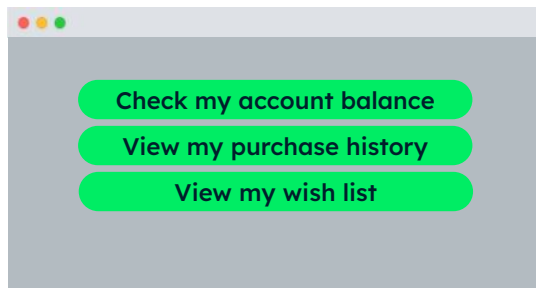 Check my account balance
View my purchase history
View my wish list